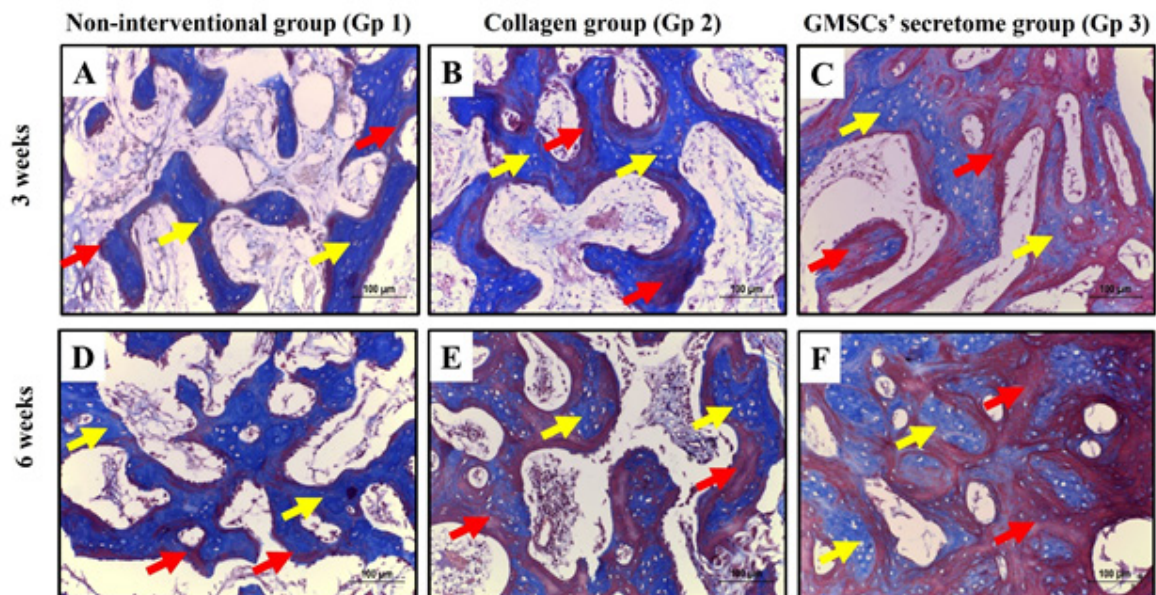 Non-interventional group (Gp 1)
Collagen group (Gp 2)
GMSCs’ secretome group (Gp 3)
3 weeks
A
B
C
100 µm
100 µm
100 µm
6 weeks
D
E
F
100 µm
100 µm
100 µm